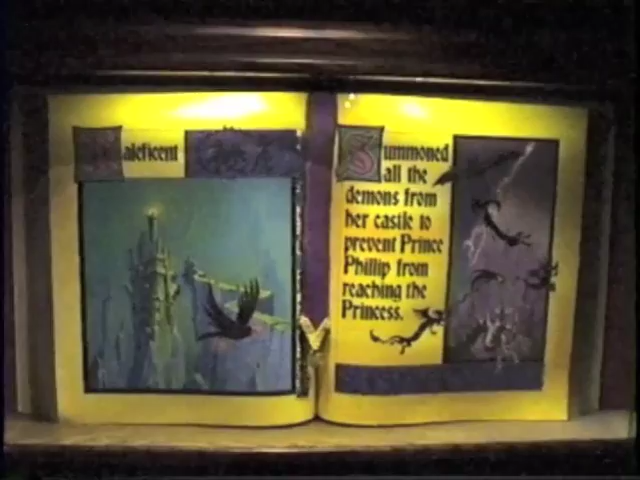 Maleficent
Summoned
all the
demons from
her castle to
prevent Prince
Phillip from
reaching the
Princess.